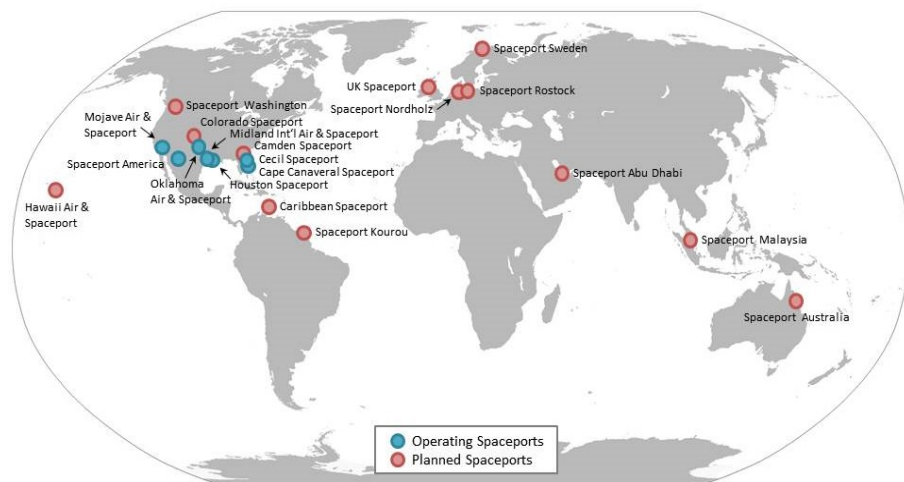 Spaceport Sweden
UK Spaceport
Spaceport Rostock
Spaceport Nordholz
Spaceport Washington
Mojave Air &
Spaceport
Colorado Spaceport
Midland Int'l Air & Spaceport
Camden Spaceport
Spaceport America
Cecil Spaceport
Cape Canaveral Spaceport
Oklahoma
Air & Spaceport
Houston Spaceport
Spaceport Abu Dhabi
Hawaii Air &
Spaceport
Caribbean Spaceport
Spaceport Kourou
Spaceport Malaysia
Spaceport Australia
Operating Spaceports
Planned Spaceports